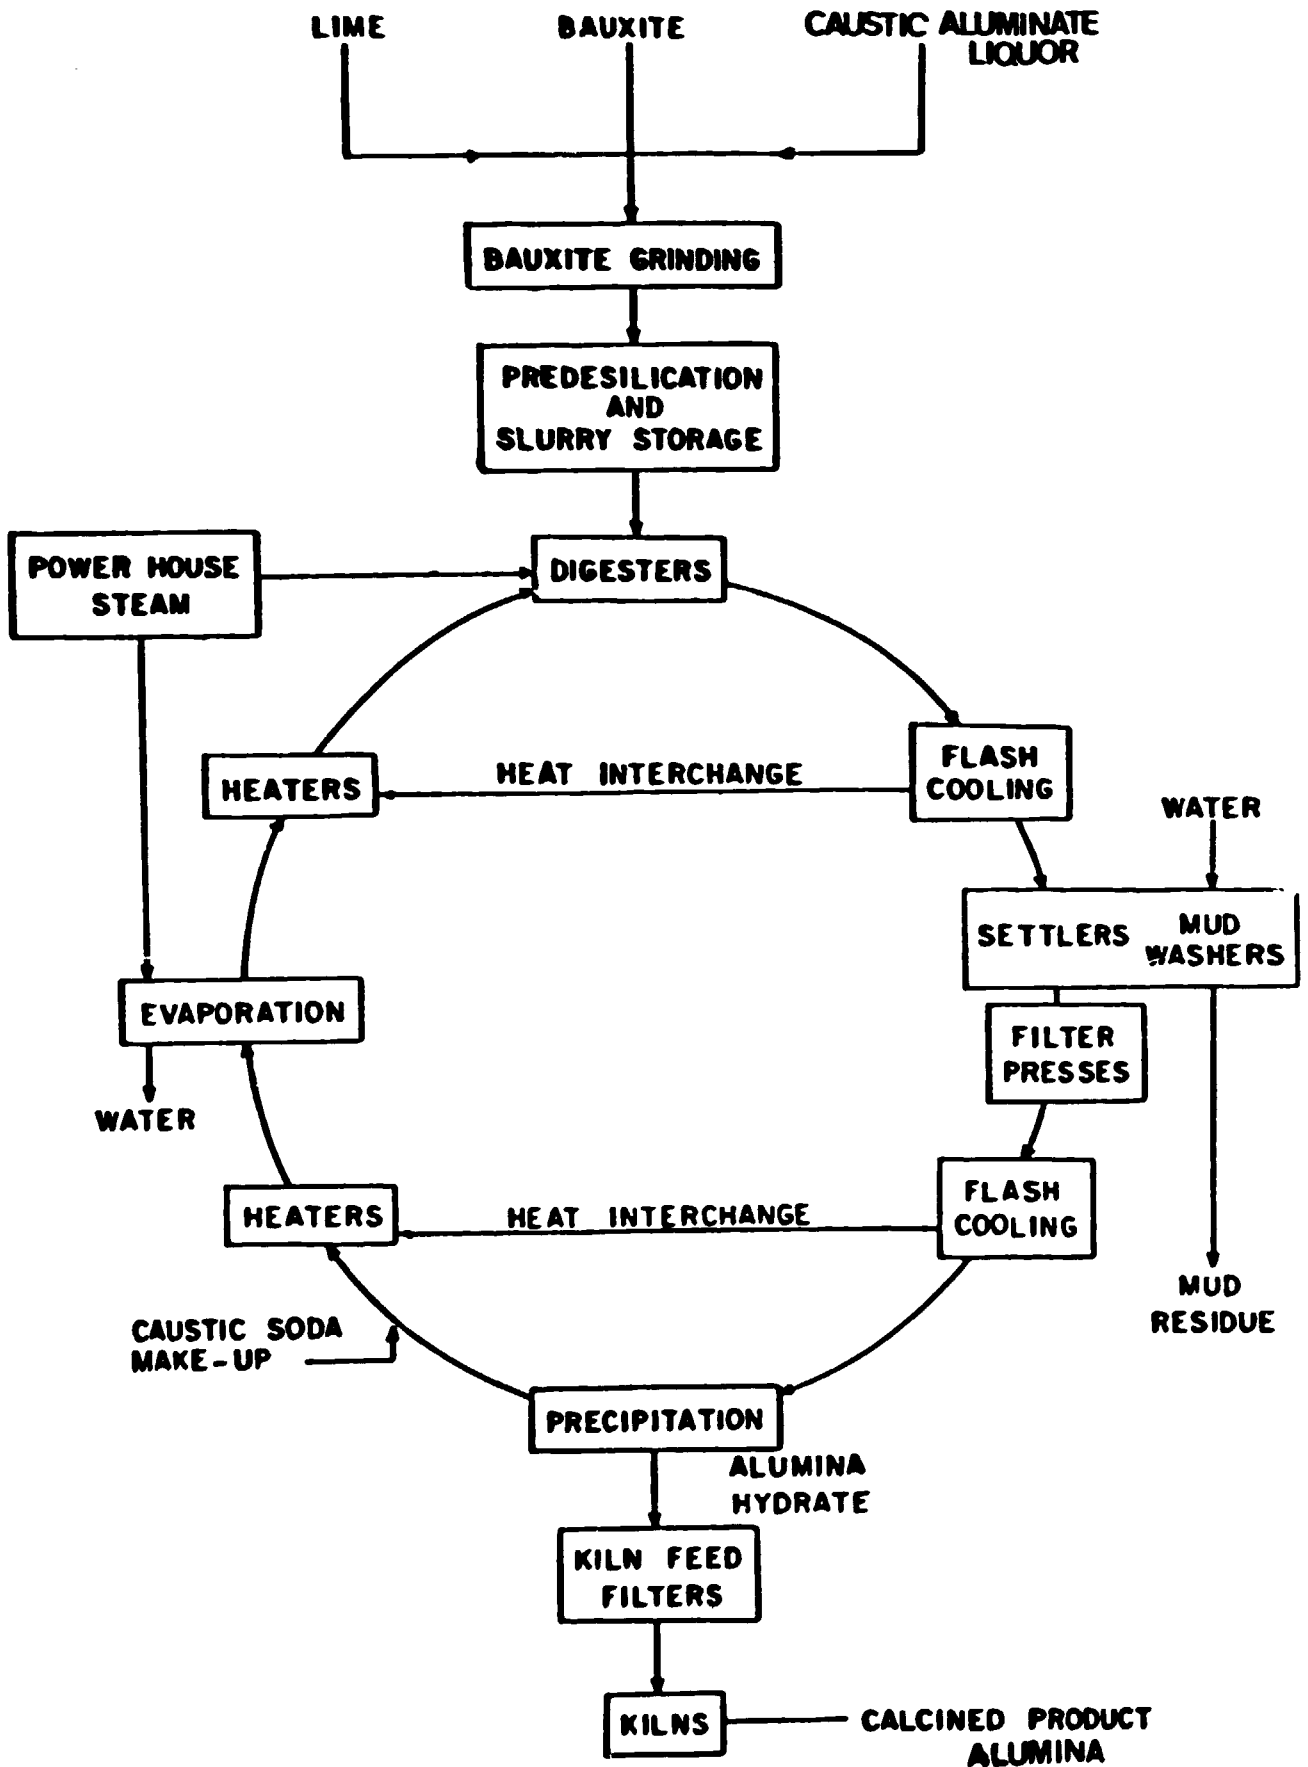 LIME
BAUXITE
CAUSTIC ALUMINATE
LIQUOR
BAUXITE GRINDING
PREDESILICATION
AND
SLURRY STORAGE
POWER HOUSE
STEAM
DIGESTERS
HEATERS
HEAT INTERCHANGE
FLASH
COOLING
WATER
SETTLERS
MUD
WASHERS
EVAPORATION
FILTER
PRESSES
WATER
HEATERS
HEAT INTERCHANGE
FLASH
COOLING
MUD
RESIDUE
CAUSTIC SODA
MAKE-UP
PRECIPITATION
ALUMINA
HYDRATE
KILN FEED
FILTERS
KILNS
CALCINED PRODUCT
ALUMINA